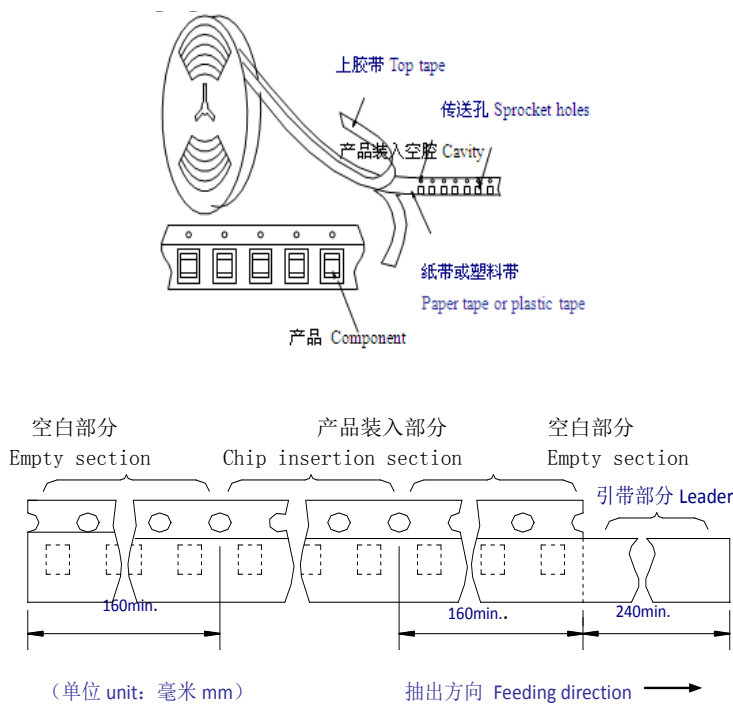 上胶带 Top tape
传送孔 Sprocket holes
产品装入空腔 Cavity
纸带或塑料带
Paper tape or plastic tape
产品 Component
空白部分 产品装入部分 空白部分
Empty section Chip insertion section Empty section
引带部分 Leader
160min. 160min.. 240min.
（单位 unit：毫米 mm） 抽出方向 Feeding direction